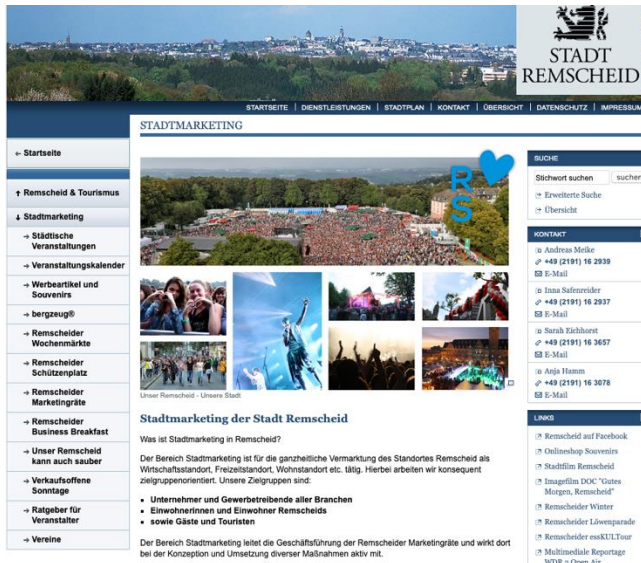 STADT
REMSCHEID
STARTSEITE | DIENSTLEISTUNGEN | STADTPLAN | KONTAKT | ÜBERSICHT | DATENSCHUTZ | IMPRESSUM
STADTMARKETING
← Startseite
↑ Remscheid & Tourismus
↓ Stadtmarketing
→ Städtische
Veranstaltungen
→ Veranstaltungskalender
→ Werbeartikel und
Souvenirs
→ bergzeug®
→ Remscheider
Wochenmärkte
→ Remscheider
Schützenplatz
→ Remscheider
Marketingräte
→ Remscheider
Business Breakfast
→ Unser Remscheid
kann auch sauber
→ Verkaufsoffene
Sonntage
→ Ratgeber für
Veranstalter
→ Vereine
RS
Unser Remscheid - Unsere Stadt
Stadtmarketing der Stadt Remscheid
Was ist Stadtmarketing in Remscheid?
Der Bereich Stadtmarketing ist für die ganzheitliche Vermarktung des Standortes Remscheid als
Wirtschaftsstandort, Freizeitstandort, Wohnstandort etc. tätig. Hierbei arbeiten wir konsequent
zielgruppenorientiert. Unsere Zielgruppen sind:
Unternehmer und Gewerbetreibende aller Branchen
Einwohnerinnen und Einwohner Remscheids
sowie Gäste und Touristen
Der Bereich Stadtmarketing leitet die Geschäftsführung der Remscheider Marketingräte und wirkt dort
bei der Konzeption und Umsetzung diverser Maßnahmen aktiv mit.
SUCHE
Stichwort suchen suchen
Erweiterte Suche
Übersicht
KONTAKT
Andreas Meike
+49 (2191) 16 2939
E-Mail
Inna Safenreider
+49 (2191) 16 2937
E-Mail
Sarah Eichhorst
+49 (2191) 16 3657
E-Mail
Anja Hamm
+49 (2191) 16 3078
E-Mail
LINKS
Remscheid auf Facebook
Onlineshop Souvenirs
Stadtfilm Remscheid
Imagefilm DOC "Gutes
Morgen, Remscheid"
Remscheider Winter
Remscheider Löwenparade
Remscheider essKULTour
Multimediale Reportage
WDR 2 Open Air